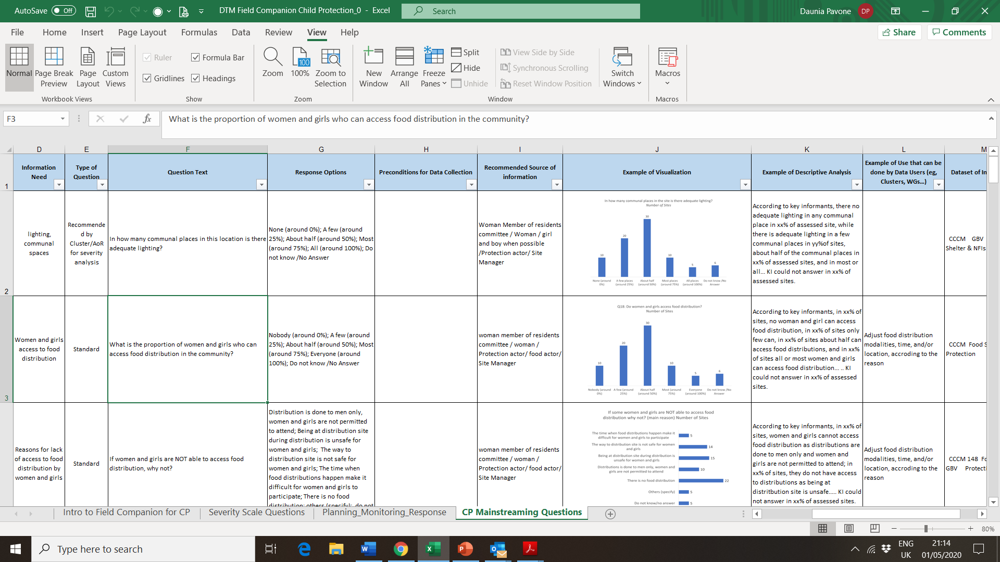 AutoSave Off DTM Field Companion Child Protection_0 - Excel Search Daunia Pavone DP
File Home Insert Page Layout Formulas Data Review View Help Share Comments
Normal Page Break Preview Page Layout Custom Views
Workbook Views
Ruler Formula Bar
Gridlines Headings
Show
Zoom 100 100% Zoom to Selection
Zoom
New Window Arrange All Freeze Panes
Split
Hide
Unhide
View Side by Side
Synchronous Scrolling
Reset Window Position
Switch Windows
Window
Macros
Macros
F3 fx What is the proportion of women and girls who can access food distribution in the community?
D E F G H I J K L M
1
Information
Need
Type of
Question
Question Text
Response Options
Preconditions for Data Collection
Recommended Source of
information
Example of Visualization
Example of Descriptive Analysis
Example of Use that can be
done by Data Users (eg,
Clusters, WGs...)
Dataset of In
2
lighting,
communal
spaces
Recommende
d by
Cluster/AoR
for severity
analysis
In how many communal places in this location is there
adequate lighting?
None (around 0%); A few (around
25%); About half (around 50%); Most
(around 75%); All (around 100%); Do
not know /No Answer
Woman Member of residents
committee / Woman / girl
and boy when possible
/Protection actor/ Site
Manager
In how many communal places in the site is there adequate lighting?
Number of Sites
10 20 30 10 5 6
None (around 0%) A few places (around 25%) About half (around 50%) Most places (around 75%) All places (around 100%) Do not know /No Answer
According to key informants, there no
adequate lighting in any communal
place in xx% of assessed site, while
there is adequate lighting in a few
communal places in yy%of sites,
about half of the communal places in
xx% of assessed sites, and in most or
all... KI could not answer in xx% of
assessed sites.
CCCM GBV
Shelter & NFIs
3
Women and girls
access to food
distribution
Standard
What is the proportion of women and girls who can
access food distribution in the community?
Nobody (around 0%); A few (around
25%); About half (around 50%); Most
(around 75%); Everyone (around
100%); Do not know /No Answer
woman member of residents
committee / woman /
Protection actor/ food actor/
Site Manager
Q18: Do women and girls access food distribution?
Number of Sites
10 20 30 10 5 6
Nobody (around 0%) A few (around 25%) About half (around 50%) Most (around 75%) Everyone (around 100%) Do not know /No Answer
According to key informants, in xx% of
sites, no woman and girl can access
food distribution, in xx% of sites only
few can, in xx% of sites about half can
access food distributions, and in xx%
of sites all or most women and girls
can access food distribution... .. KI
could not answer in xx% of assessed
sites.
Adjust food distribution
modalities, time, and/or
location, accroding to the
reason
CCCM Food S
Protection
Reasons for lack
of access to food
distribution by
women and girls
Standard
If women and girls are NOT able to access food
distribution, why not?
Distribution is done to men only,
women and girls are not permitted
to attend; Being at distribution site
during distribution is unsafe for
women and girls; The way to
distribution site is not safe for
women and girls; The time when
food distributions happen make it
difficult for women and girls to
participate; There is no food
distribution; others (specify); do not
woman member of residents
committee / woman /
Protection actor/ food actor/
Site Manager
If some women and girls are NOT able to access food
distribution why not? (main reason) Number of Sites
The time when food distributions happen make it
difficult for women and girls to participate 5
The way to distribution site is not safe for women
and girls 14
Being at distribution site during distribution is
unsafe for women and girls 15
Distributions is done to men only, women and
girls are not permitted to attend 10
There is no food distribution 22
Others (specify) 5
Do not know/no answer 5
According to key informants, in xx% of
sites, women and girls cannot access
food distribution as distributions are
done to men only and women and
girls are not permitted to attend; in
xx% of sites, they do not have access
to distributions as being at
distritbution site is unsafe..... KI could
not answer in xx% of assessed sites.
Adjust food distribution
modalities, time, and/or
location, accroding to the
reason
CCCM 148 Fo
GBV Protecti
Intro to Field Companion for CP Severity Scale Questions Planning_Monitoring_Response CP Mainstreaming Questions
80%
Type here to search
ENG
UK
21:14
01/05/2020